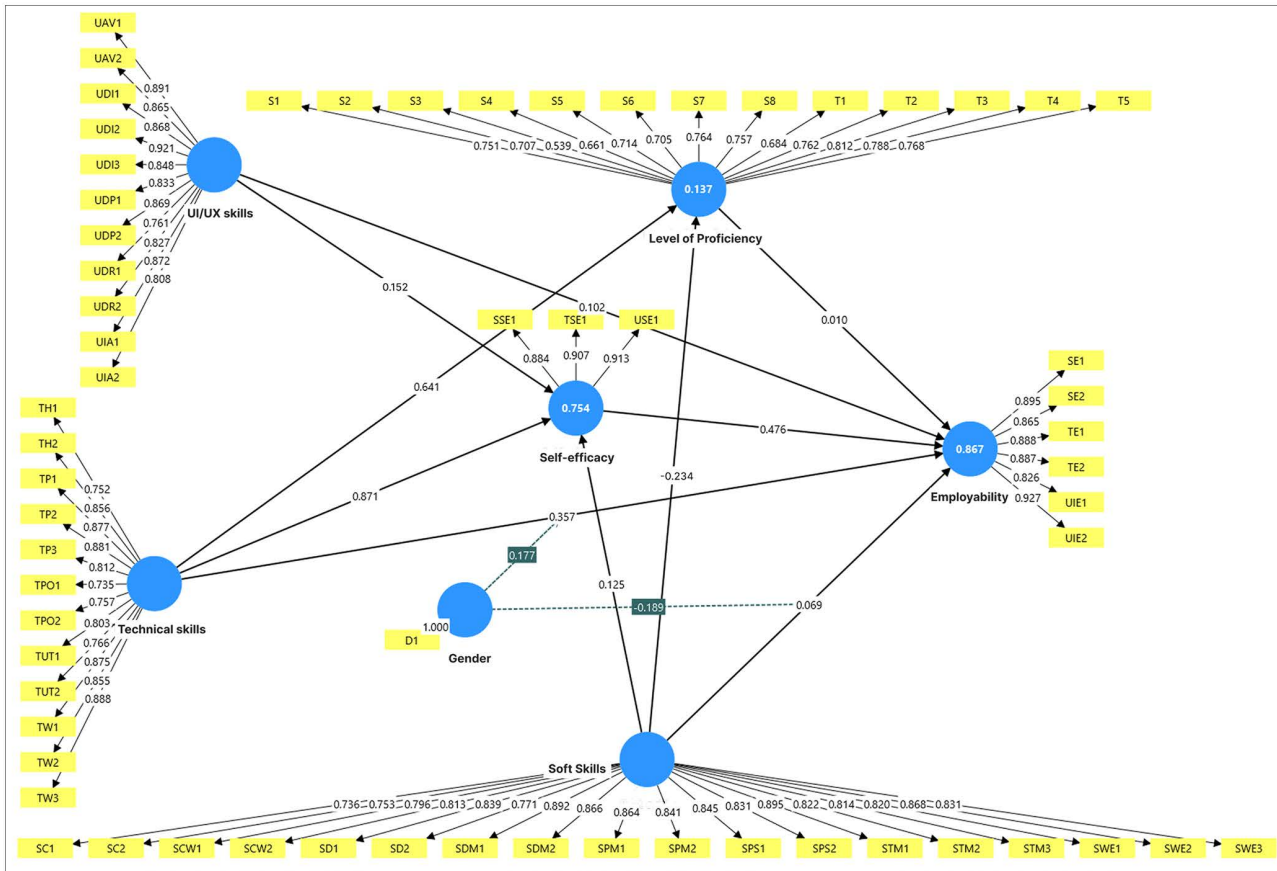 UAV1
UAV2
UDI1
UDI2
UDI3
UDP1
UDP2
UDR1
UDR2
UIA1
UIA2
0.891
0.865
0.868
0.921
0.848
0.833
0.869
0.761
0.827
0.872
0.808
UI/UX skills
S1 S2 S3 S4 S5 S6 S7 S8 T1 T2 T3 T4 T5
0.751 0.707 0.539 0.661 0.714 0.705 0.764 0.757 0.684 0.762 0.812 0.788 0.768
0.137
Level of Proficiency
0.152
0.102
0.010
0.641
SSE1 TSE1 USE1
0.884 0.907 0.913
0.754
Self-efficacy
0.476
-0.234
0.871
0.357
0.125
0.069
SE1
SE2
TE1
TE2
UIE1
UIE2
0.895
0.865
0.888
0.887
0.826
0.927
0.867
Employability
TH1
TH2
TP1
TP2
TP3
TPO1
TPO2
TUT1
TUT2
TW1
TW2
TW3
0.752
0.856
0.877
0.881
0.812
0.735
0.757
0.803
0.766
0.875
0.855
0.888
Technical skills
0.177
-0.189
1.000
D1
Gender
Soft Skills
0.736 0.753 0.796 0.813 0.839 0.771 0.892 0.866 0.864 0.841 0.845 0.831 0.895 0.822 0.814 0.820 0.868 0.831
SC1 SC2 SCW1 SCW2 SD1 SD2 SDM1 SDM2 SPM1 SPM2 SPS1 SPS2 STM1 STM2 STM3 SWE1 SWE2 SWE3